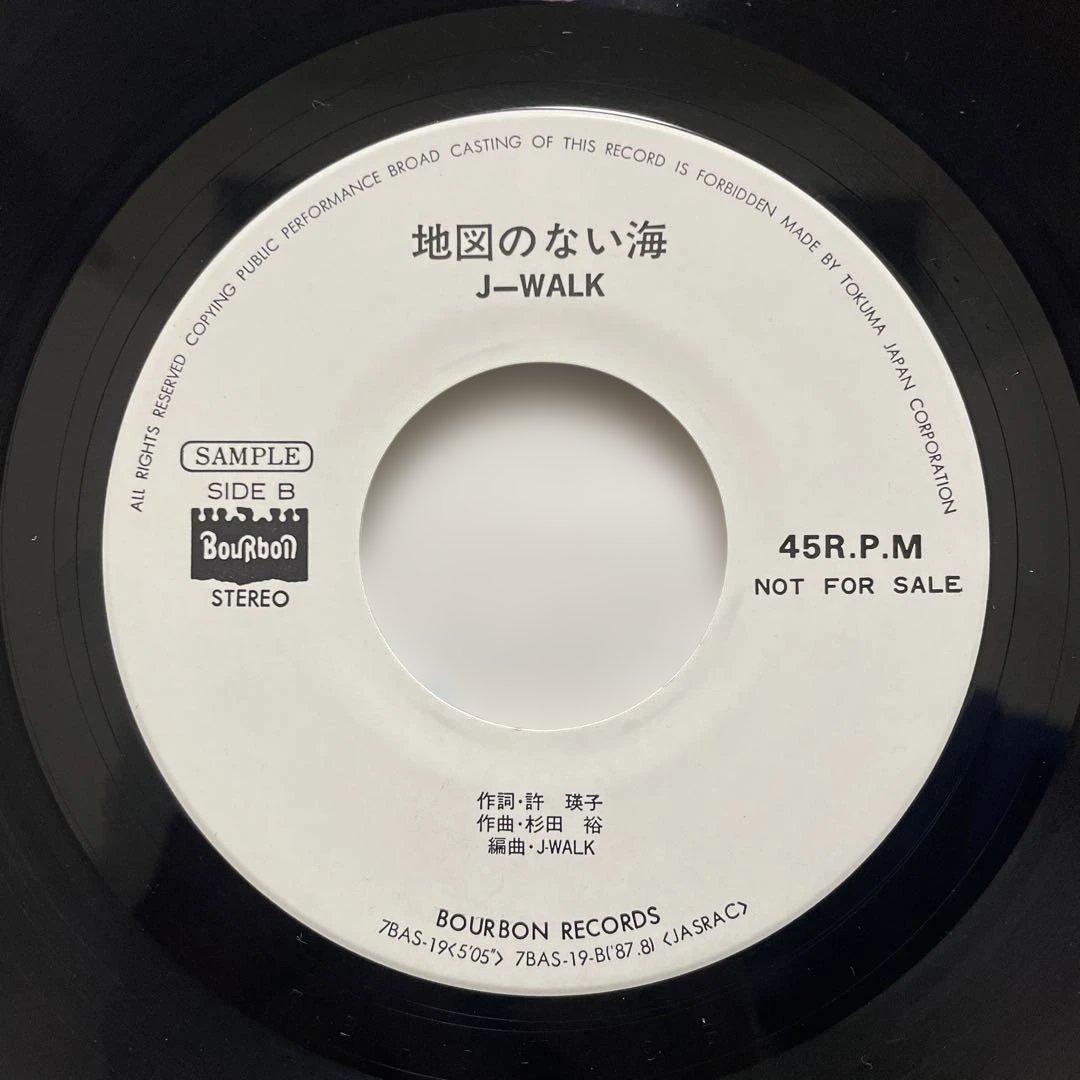 ALL RIGHTS RESERVED COPYING PUBLIC PERFORMANCE BROAD CASTING OF THIS RECORD IS FORBIDDEN MADE BY TOKUMA JAPAN CORPORATION
地図のない海
J—WALK
SAMPLE
SIDE B
BouRbon
STEREO
45R.P.M
NOT FOR SALE
作詞・許 瑛子
作曲・杉田 裕
編曲・J-WALK
BOURBON RECORDS
7BAS-19<5'05"> 7BAS-19-B('87.8) <JASRAC>